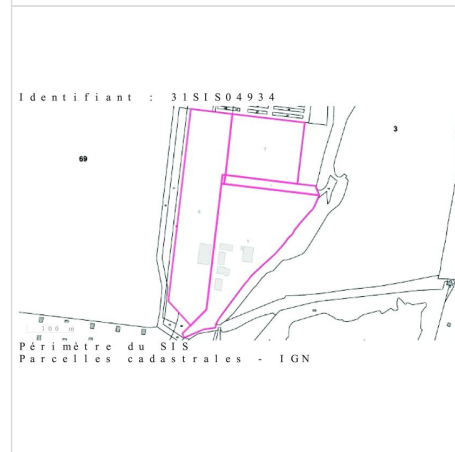 Identifiant : 31SIS04934
3
69
100 m
Périmètre du SIS
Parcelles cadastrales - IGN